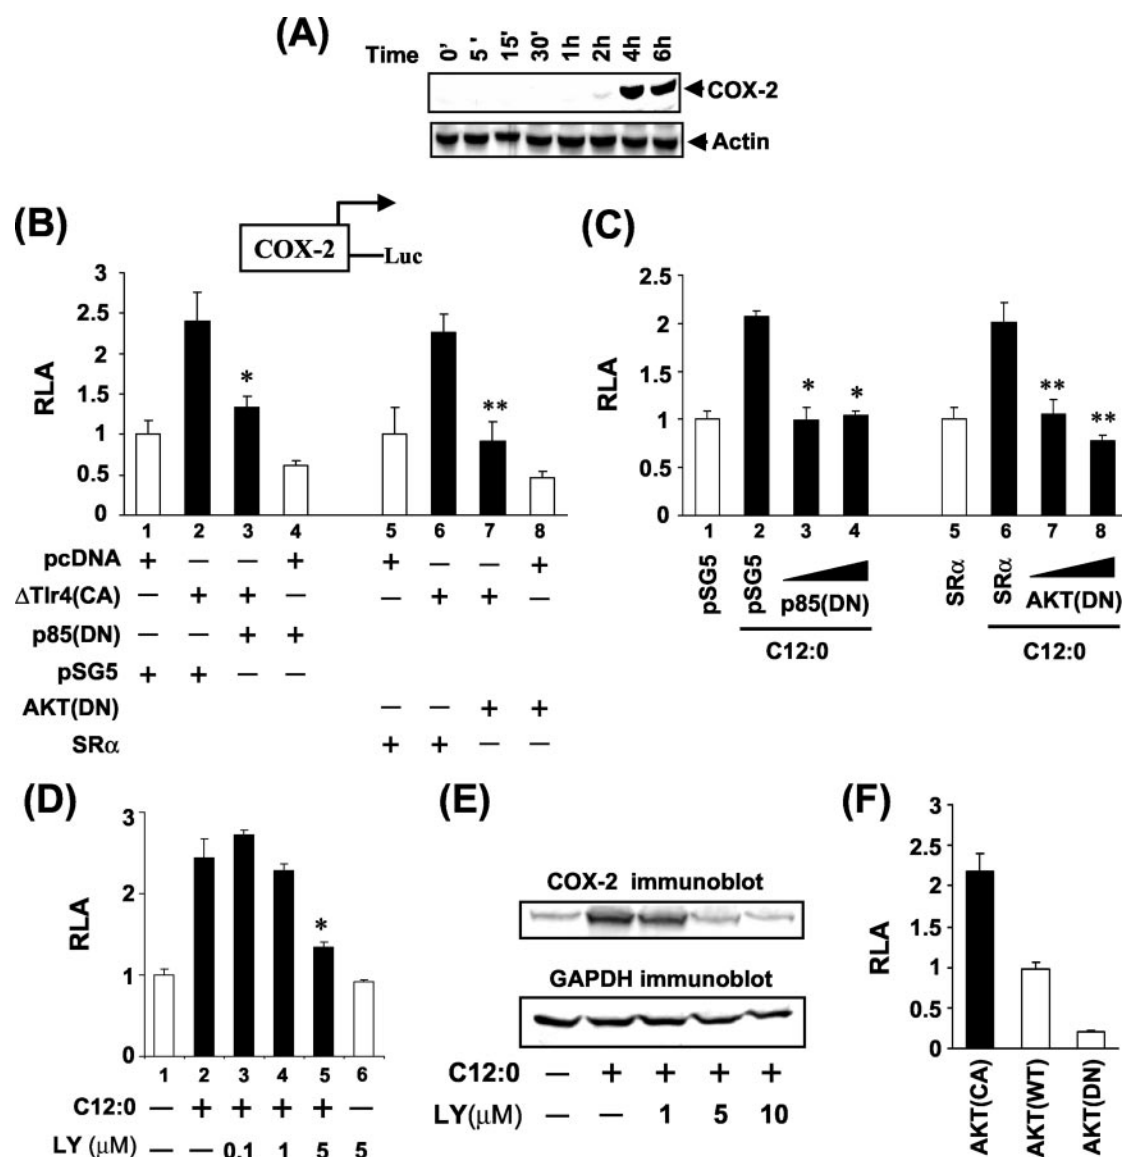 (A)
Time 0' 5' 15' 30' 1h 2h 4h 6h
COX-2
Actin
(B)
COX-2
Luc
RLA
3
2.5
2
1.5
1
0.5
0
* **
1 2 3 4 5 6 7 8
pcDNA + — — + + — — +
ΔTlr4(CA) — + + — — + + —
p85(DN) — — + +
pSG5 + + — —
AKT(DN) — — + +
SRα + + — —
(C)
RLA
2.5
2
1.5
1
0.5
0
* * ** **
1 2 3 4 5 6 7 8
pSG5 pSG5 p85(DN) SRα SRα AKT(DN)
C12:0 C12:0
(D)
RLA
3
2
1
0
*
1 2 3 4 5 6
C12:0 — + + + + —
LY (μM) — — 0.1 1 5 5
(E)
COX-2 immunoblot
GAPDH immunoblot
C12:0 — + + + +
LY(μM) — — 1 5 10
(F)
RLA
3
2.5
2
1.5
1
0.5
0
AKT(CA) AKT(WT) AKT(DN)